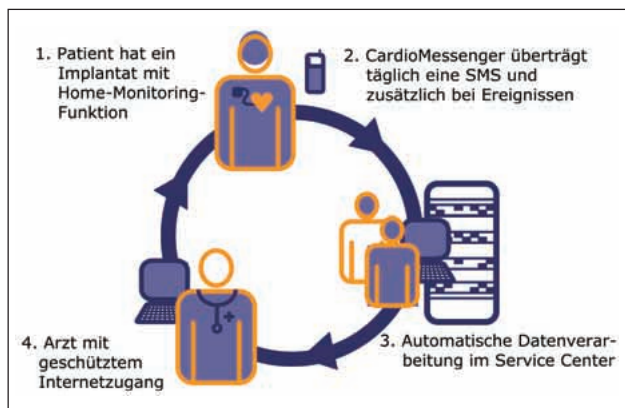 1. Patient hat ein
Implantat mit
Home-Monitoring-
Funktion
2. CardioMessenger überträgt
täglich eine SMS und
zusätzlich bei Ereignissen
3. Automatische Datenverar-
beitung im Service Center
4. Arzt mit
geschütztem
Internetzugang